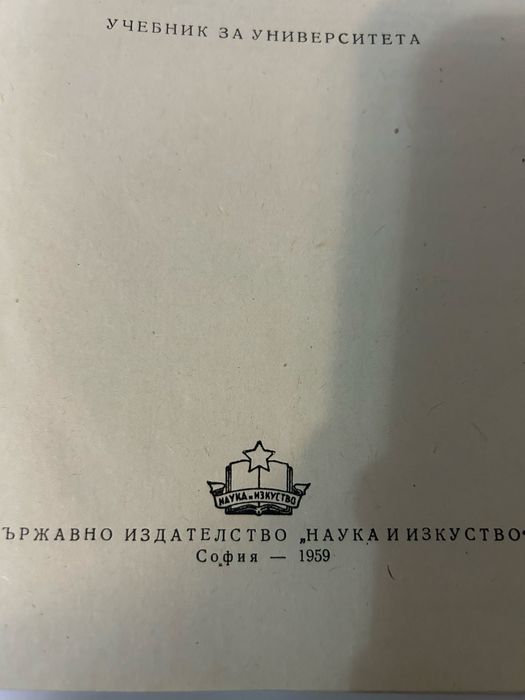 УЧЕБНИК ЗА УНИВЕРСИТЕТА
НАУКА и ИЗКУСТВО
ЪРЖАВНО ИЗДАТЕЛСТВО „НАУКА И ИЗКУСТВО“
София — 1959